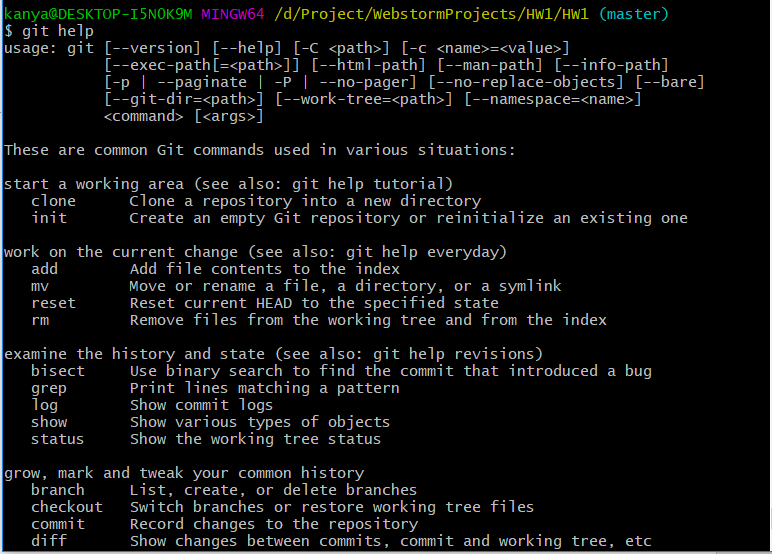 kanya@DESKTOP-I5NOK9M MINGW64 /d/Project/WebstormProjects/HW1/HW1 (master)
$ git help
usage: git [--version] [--help] [-C <path>] [-c <name>=<value>]
           [--exec-path[=<path>]] [--html-path] [--man-path] [--info-path]
           [-p | --paginate | -P | --no-pager] [--no-replace-objects] [--bare]
           [--git-dir=<path>] [--work-tree=<path>] [--namespace=<name>]
           <command> [<args>]

These are common Git commands used in various situations:

start a working area (see also: git help tutorial)
   clone      Clone a repository into a new directory
   init       Create an empty Git repository or reinitialize an existing one

work on the current change (see also: git help everyday)
   add        Add file contents to the index
   mv         Move or rename a file, a directory, or a symlink
   reset      Reset current HEAD to the specified state
   rm         Remove files from the working tree and from the index

examine the history and state (see also: git help revisions)
   bisect     Use binary search to find the commit that introduced a bug
   grep       Print lines matching a pattern
   log        Show commit logs
   show       Show various types of objects
   status     Show the working tree status

grow, mark and tweak your common history
   branch     List, create, or delete branches
   checkout   Switch branches or restore working tree files
   commit     Record changes to the repository
   diff       Show changes between commits, commit and working tree, etc